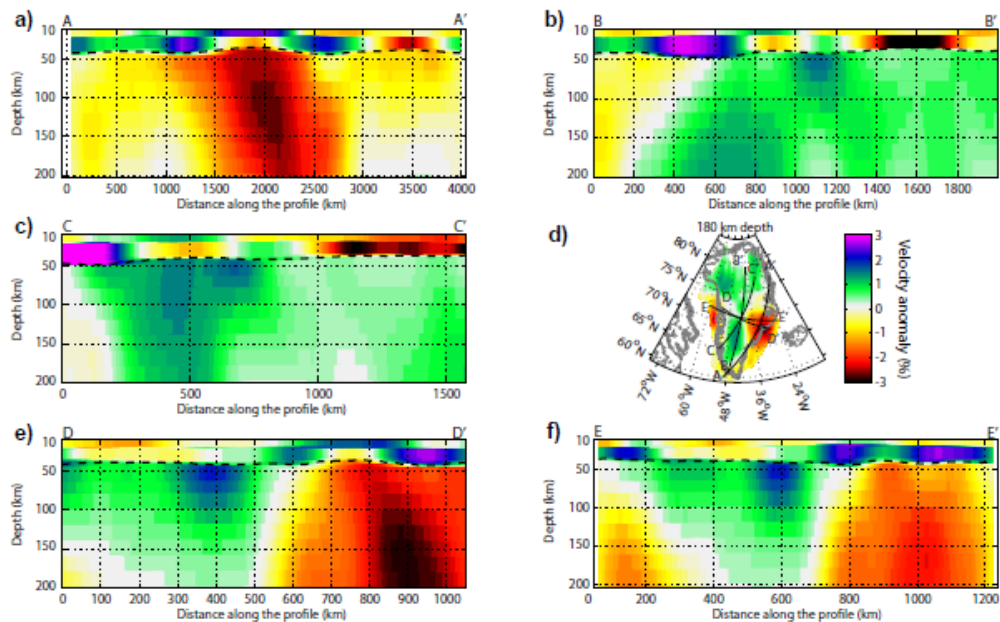 a) A A'
10
50
100
150
200
Depth (km)
0 500 1000 1500 2000 2500 3000 3500 4000
Distance along the profile (km)
b) B B'
10
50
100
150
200
Depth (km)
0 200 400 600 800 1000 1200 1400 1600 1800
Distance along the profile (km)
c) C C'
10
50
100
150
200
Depth (km)
0 500 1000 1500
Distance along the profile (km)
d) 180 km depth
80°N
75°N
70°N
65°N
60°N
B' C'
D
E E'
D'
C
B
A
72°W 60°W 48°W 36°W 24°W
3
2
1
0
-1
-2
-3
Velocity anomaly (%)
e) D D'
10
50
100
150
200
Depth (km)
0 100 200 300 400 500 600 700 800 900 1000
Distance along the profile (km)
f) E E'
10
50
100
150
200
Depth (km)
0 200 400 600 800 1000 1200
Distance along the profile (km)